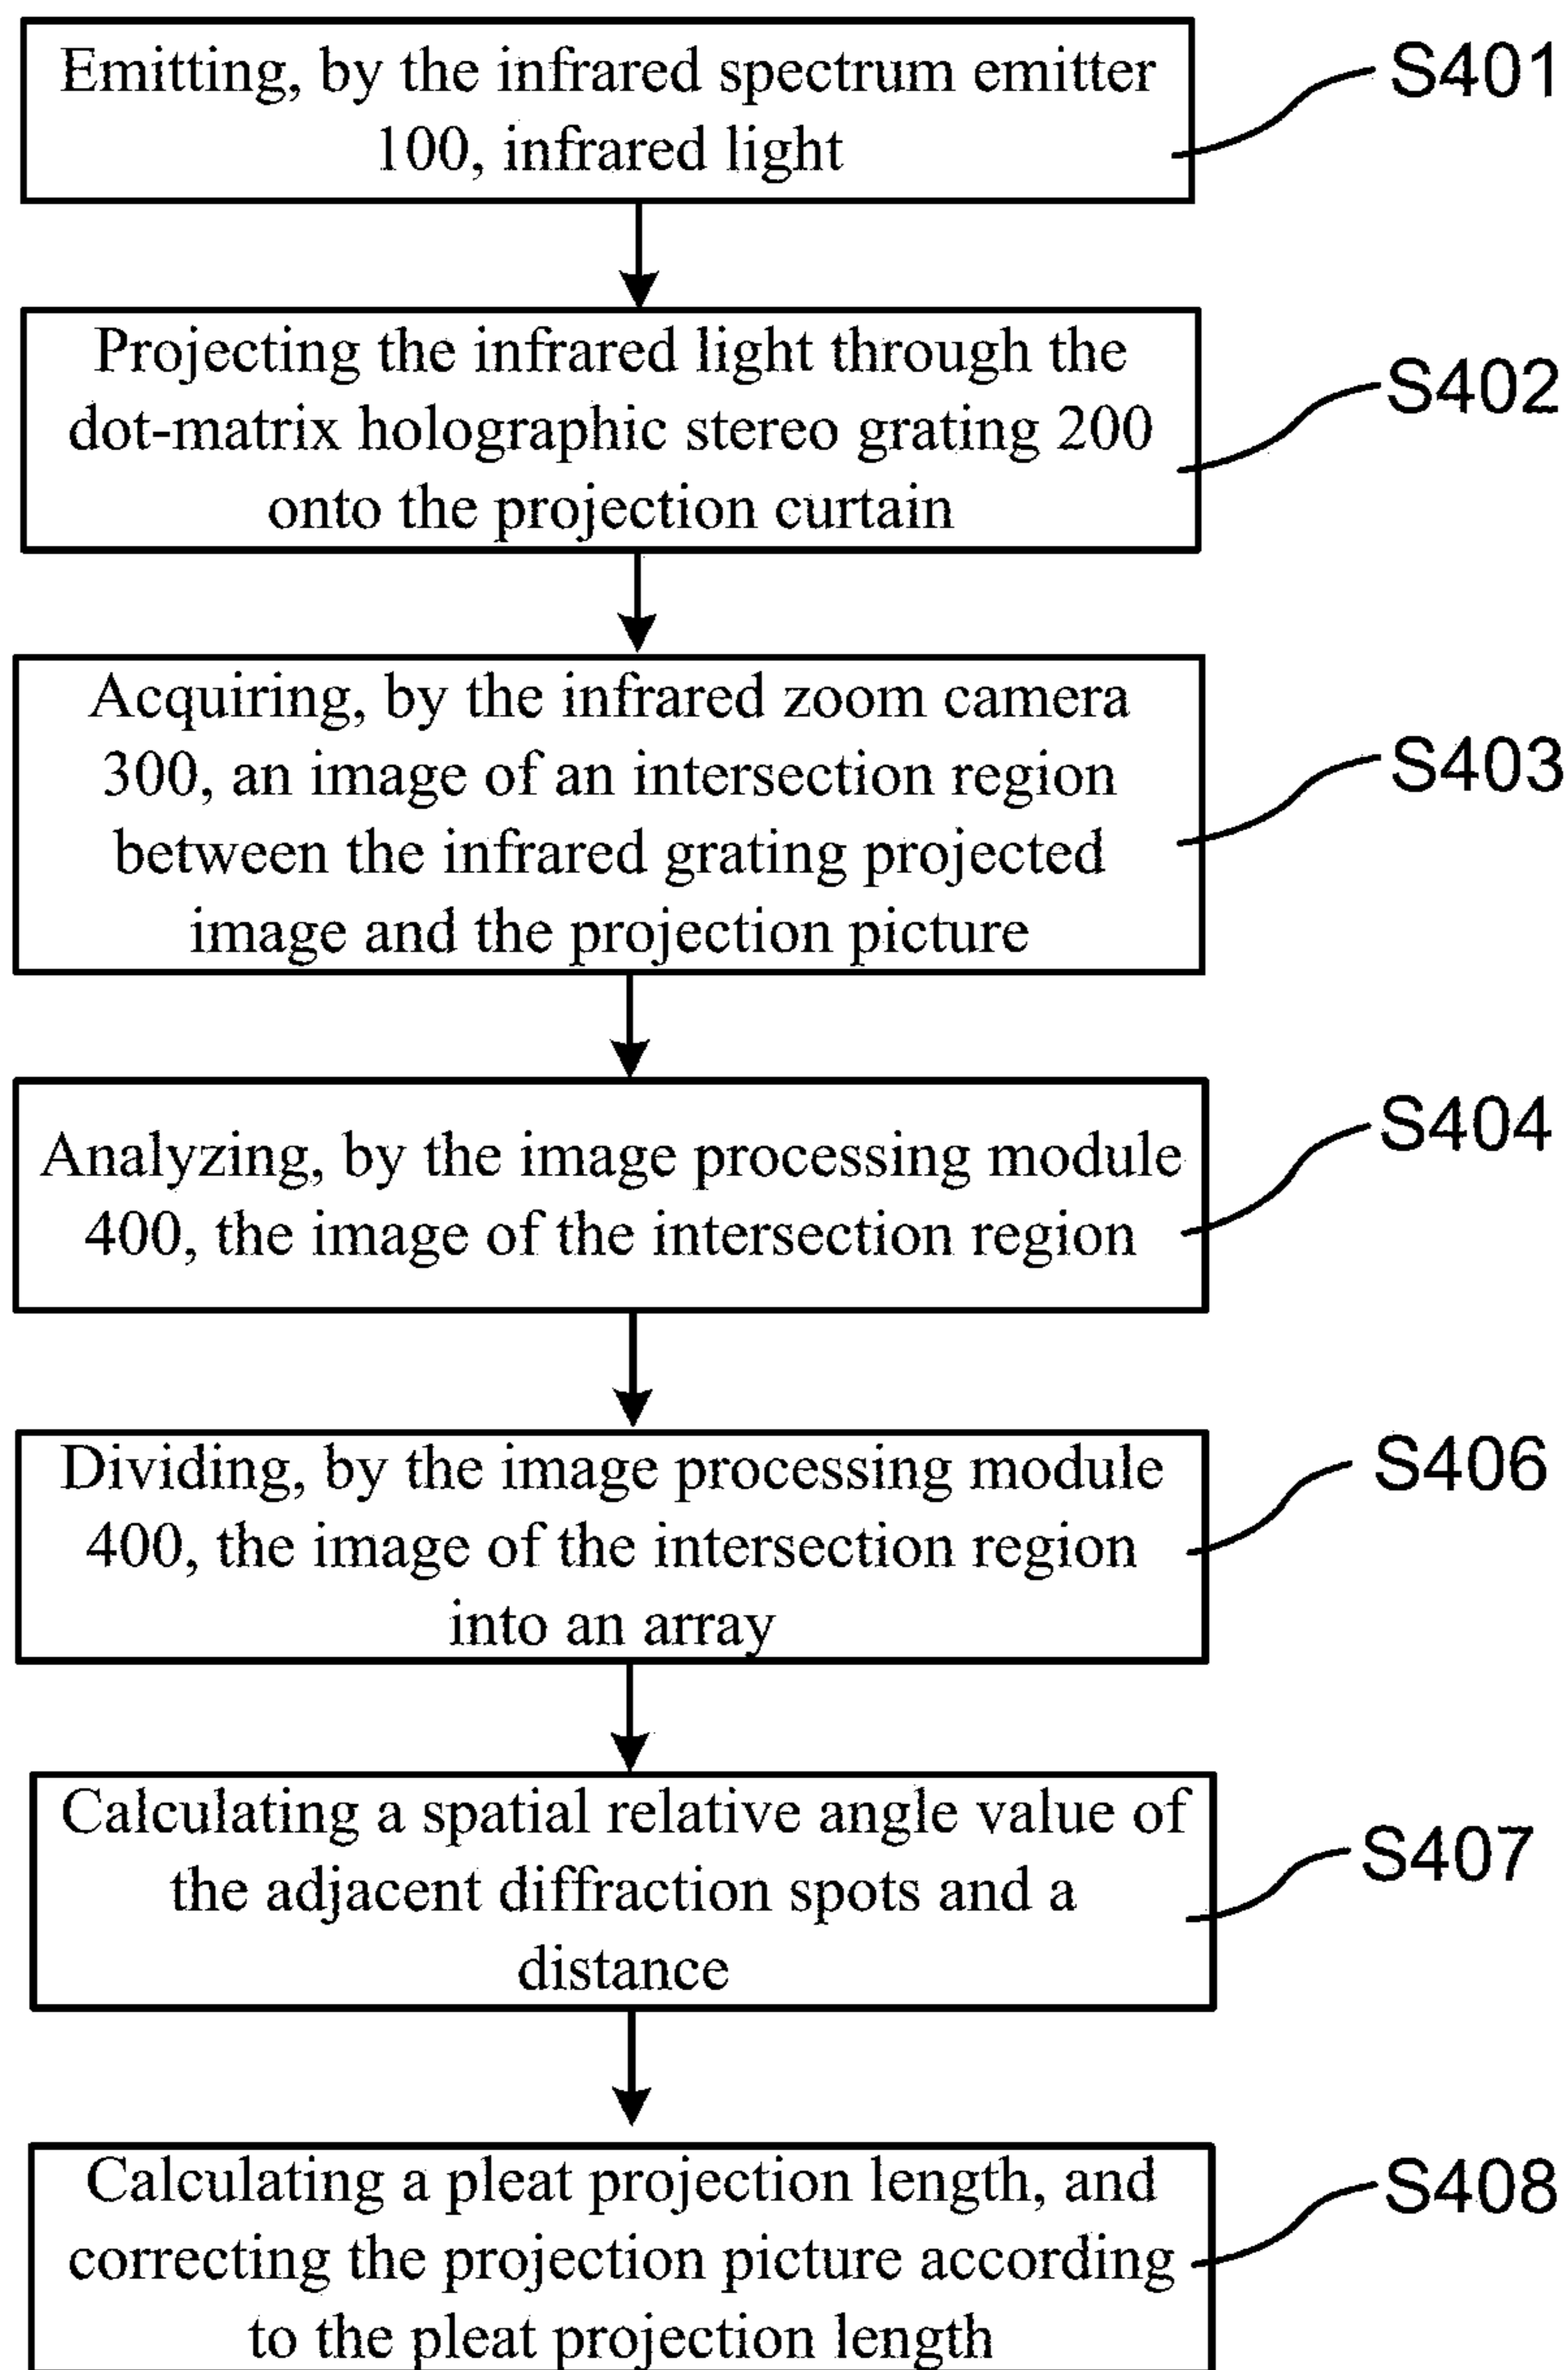 Emitting, by the infrared spectrum emitter
100, infrared light
S401
Projecting the infrared light through the
dot-matrix holographic stereo grating 200
onto the projection curtain
S402
Acquiring, by the infrared zoom camera
300, an image of an intersection region
between the infrared grating projected
image and the projection picture
S403
Analyzing, by the image processing module
400, the image of the intersection region
S404
Dividing, by the image processing module
400, the image of the intersection region
into an array
S406
Calculating a spatial relative angle value of
the adjacent diffraction spots and a
distance
S407
Calculating a pleat projection length, and
correcting the projection picture according
to the pleat projection length
S408